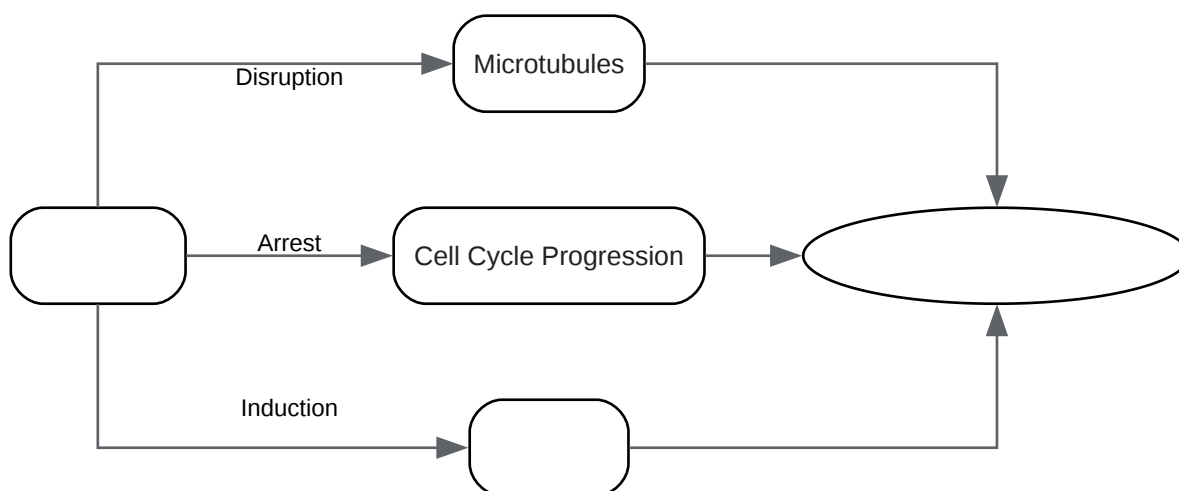 Microtubules
Disruption
Arrest
Cell Cycle Progression
Induction